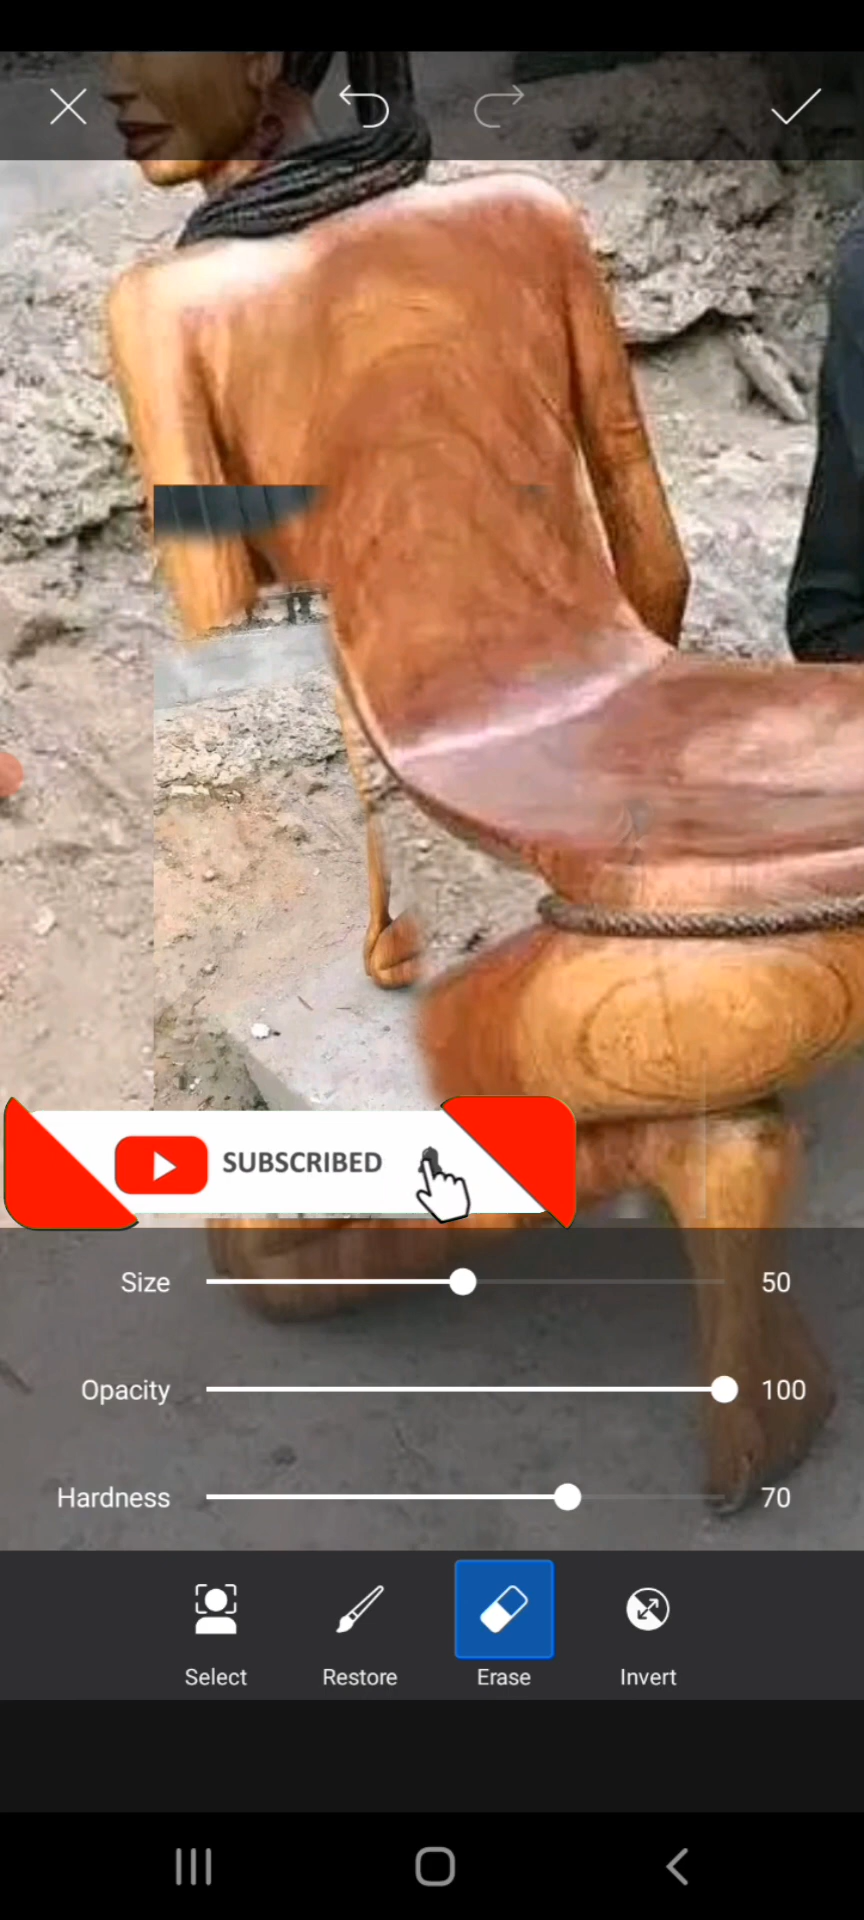 SUBSCRIBED
Size 50
Opacity 100
Hardness 70
Select Restore Erase Invert